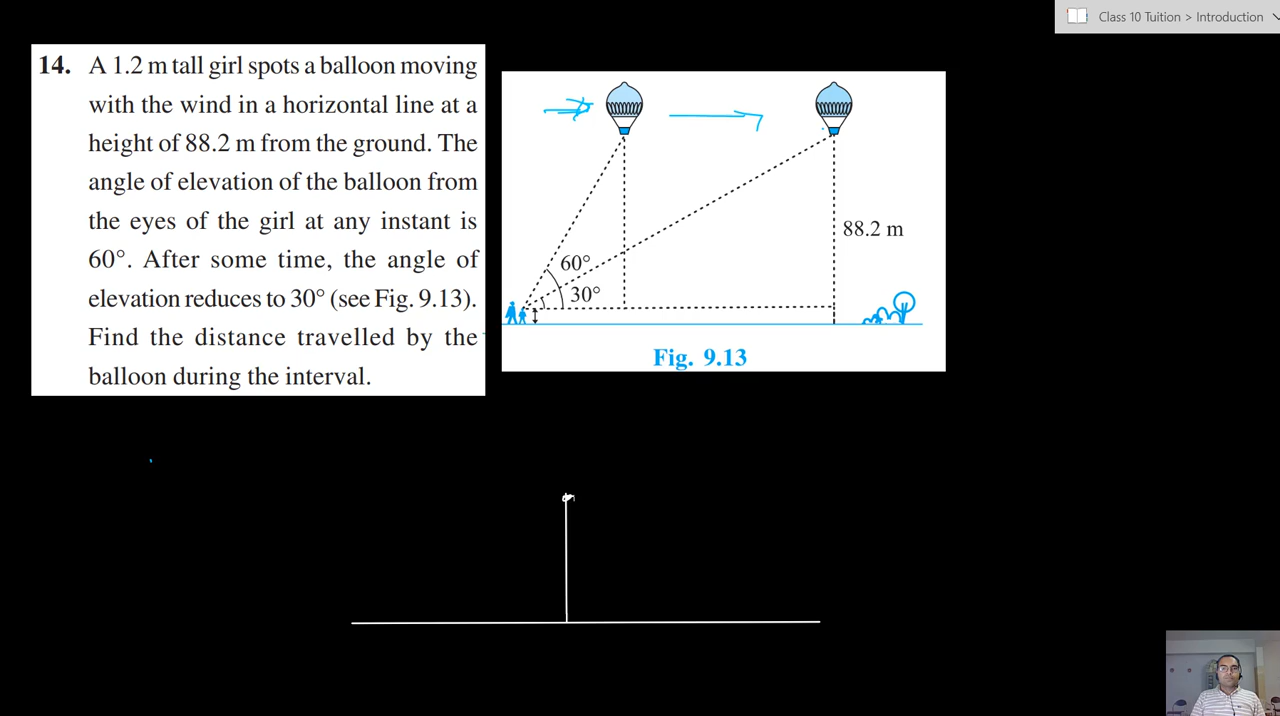 Class 10 Tuition > Introduction
14. A 1.2 m tall girl spots a balloon moving
with the wind in a horizontal line at a
height of 88.2 m from the ground. The
angle of elevation of the balloon from
the eyes of the girl at any instant is
60°. After some time, the angle of
elevation reduces to 30° (see Fig. 9.13).
Find the distance travelled by the
balloon during the interval.
88.2 m
60°
30°
Fig. 9.13